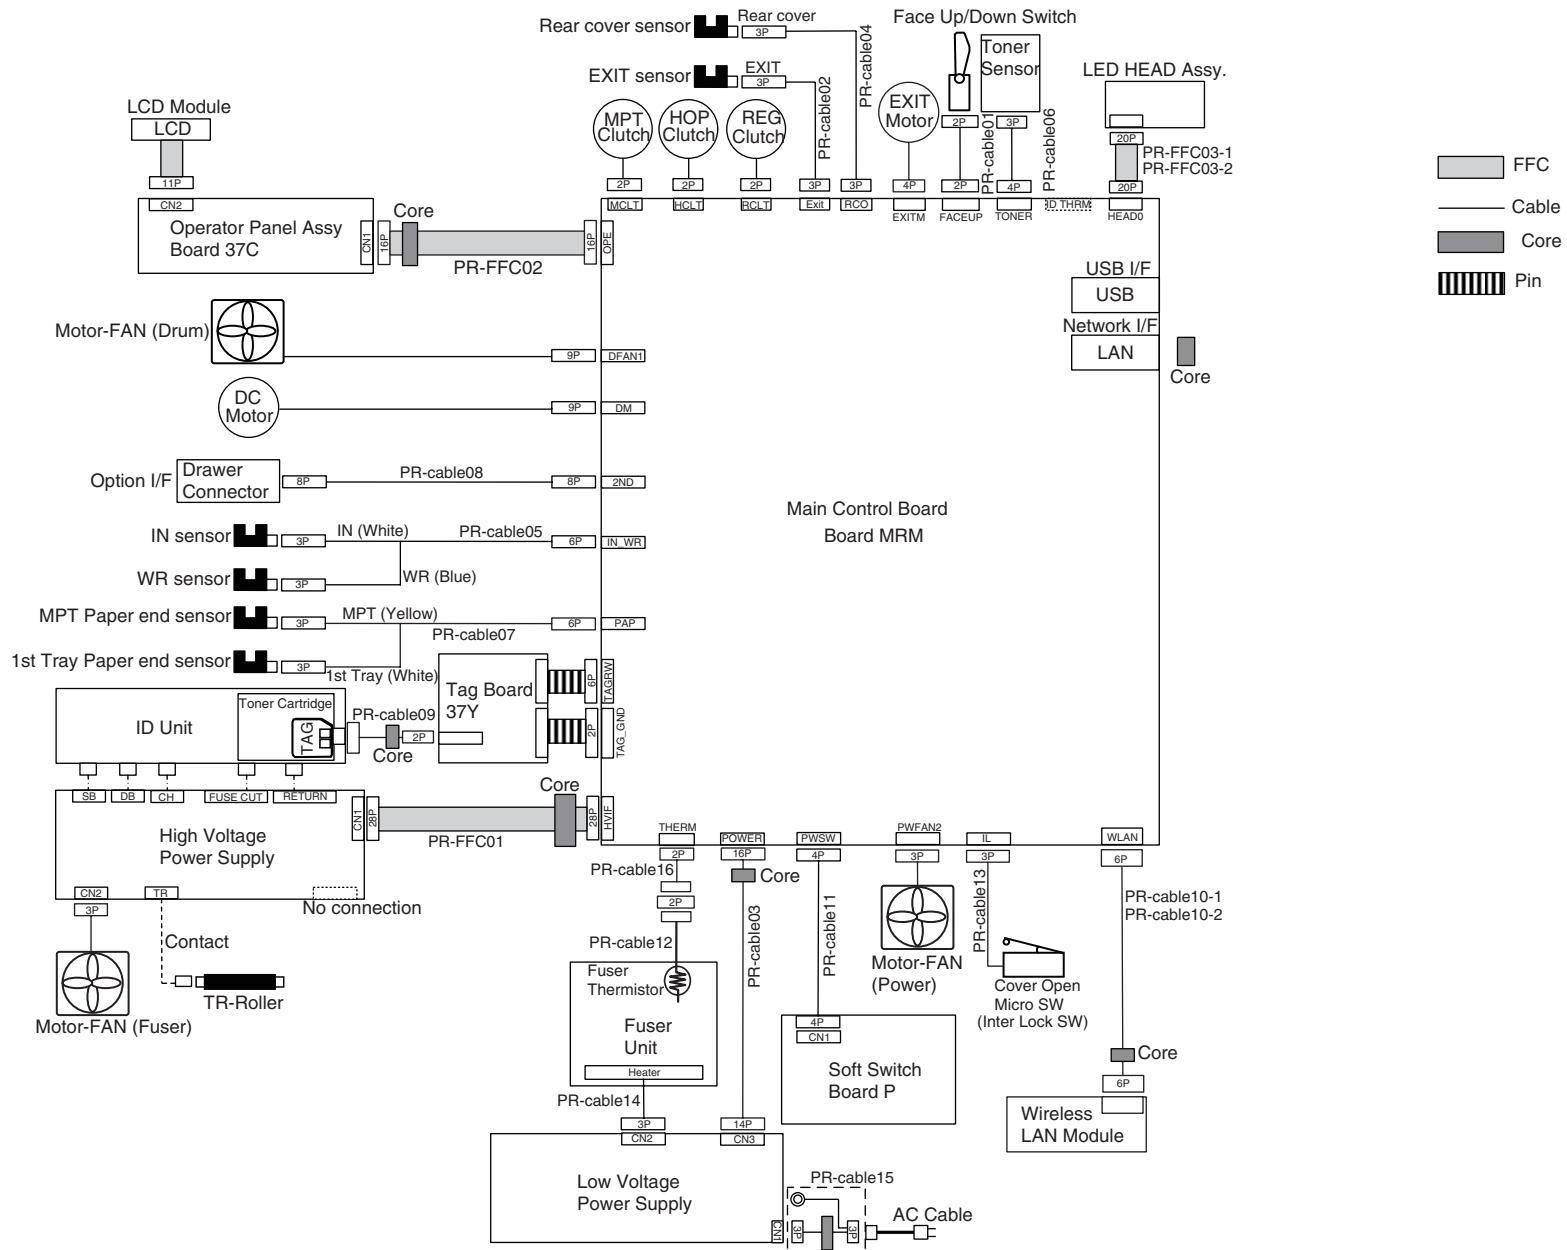 Rear cover sensor
Rear cover
3P
PR-cable04
EXIT sensor
EXIT
3P
PR-cable02
Face Up/Down Switch
Toner
Sensor
LED HEAD Assy.
LCD Module
LCD
11P
CN2
Operator Panel Assy
Board 37C
CN1
16P
Core
PR-FFC02
16P
OPE
MPT
Clutch
HOP
Clutch
REG
Clutch
EXIT
Motor
2P
PR-cable01
3P
PR-cable06
20P
PR-FFC03-1
PR-FFC03-2
2P
2P
2P
3P
3P
4P
2P
4P
20P
MCLT
HCLT
RCLT
Exit
RCO
EXITM
FACEUP
TONER
ID THRM
HEAD0
FFC
Cable
Core
Pin
USB I/F
USB
Network I/F
LAN
Core
Motor-FAN (Drum)
9P
DFAN1
DC
Motor
9P
DM
Option I/F
Drawer
Connector
8P
PR-cable08
8P
2ND
Main Control Board
Board MRM
IN sensor
3P
IN (White)
PR-cable05
6P
IN_WR
WR sensor
3P
WR (Blue)
MPT Paper end sensor
3P
MPT (Yellow)
PR-cable07
6P
PAP
1st Tray Paper end sensor
3P
1st Tray (White)
Tag Board
37Y
6P
TAGRW
2P
TAG_GND
ID Unit
Toner Cartridge
TAG
PR-cable09
Core
2P
SB
DB
CH
FUSE CUT
RETURN
High Voltage
Power Supply
CN1
28P
PR-FFC01
Core
28P
HVIF
CN2
TR
No connection
3P
Contact
TR-Roller
Motor-FAN (Fuser)
THERM
POWER
PWSW
PWFAN2
IL
WLAN
2P
16P
4P
3P
3P
6P
PR-cable16
2P
Core
PR-cable03
PR-cable11
PR-cable13
PR-cable10-1
PR-cable10-2
PR-cable12
Fuser
Thermistor
Fuser
Unit
Heater
PR-cable14
Motor-FAN
(Power)
Cover Open
Micro SW
(Inter Lock SW)
4P
CN1
Soft Switch
Board P
Core
6P
Wireless
LAN Module
3P
CN2
14P
CN3
Low Voltage
Power Supply
CN1
PR-cable15
3P
3P
AC Cable